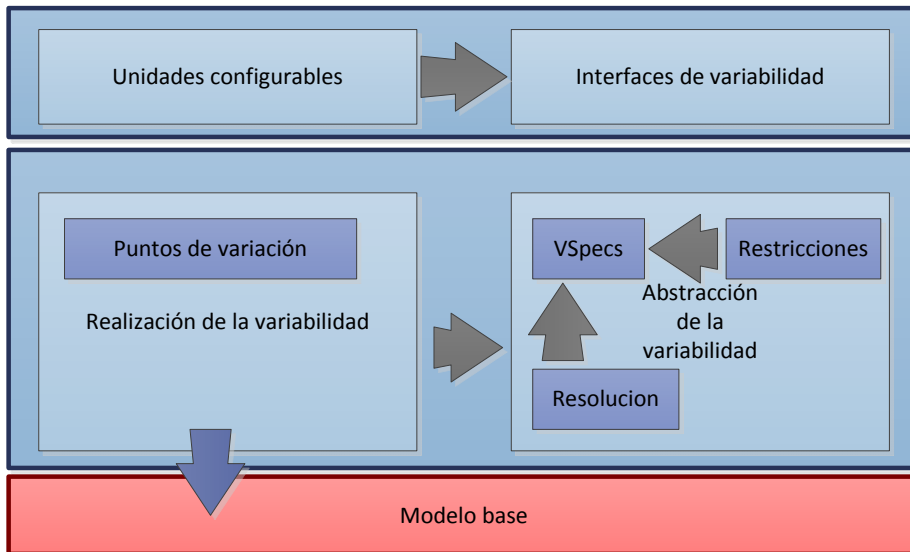 Unidades configurables
Interfaces de variabilidad
Puntos de variación
Realización de la variabilidad
VSpecs
Restricciones
Abstracción
de la
variabilidad
Resolucion
Modelo base